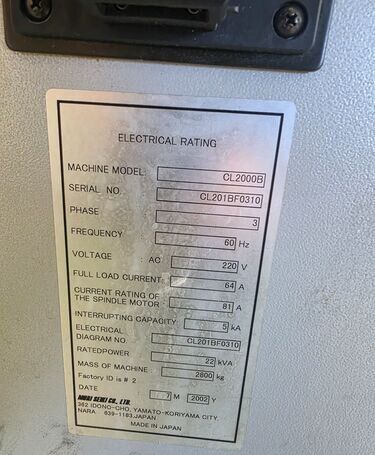 ELECTRICAL RATING
MACHINE MODEL CL2000B
SERIAL NO. CL201BF0310
PHASE 3
FREQUENCY 60 Hz
VOLTAGE : AC 220 V
FULL LOAD CURRENT : 64 A
CURRENT RATING OF
THE SPINDLE MOTOR : 81 A
INTERRUPTING CAPACITY : 5 kA
ELECTRICAL
DIAGRAM NO CL201BF0310
RATEDPOWER 22 kVA
MASS OF MACHINE 2800 kg
Factory ID is # 2
DATE M 2002 Y
MORI SEIKI CO., LTD.
362 IDONO-CHO, YAMATO-KORIYAMA CITY,
NARA 639-1183,JAPAN
MADE IN JAPAN